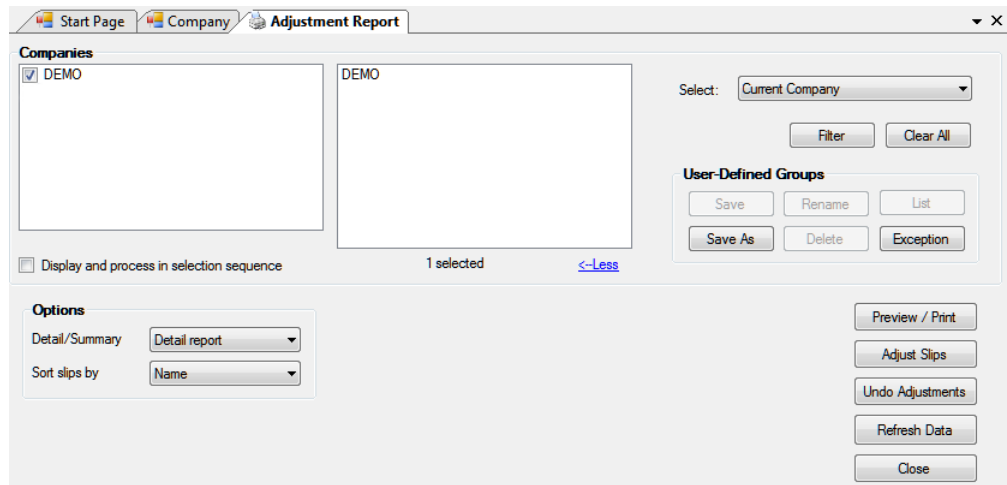 Start Page Company Adjustment Report
Companies
DEMO DEMO
Select: Current Company
Filter Clear All
User-Defined Groups
Save Rename List
Save As Delete Exception
Display and process in selection sequence 1 selected <--Less
Options
Detail/Summary Detail report
Sort slips by Name
Preview / Print
Adjust Slips
Undo Adjustments
Refresh Data
Close